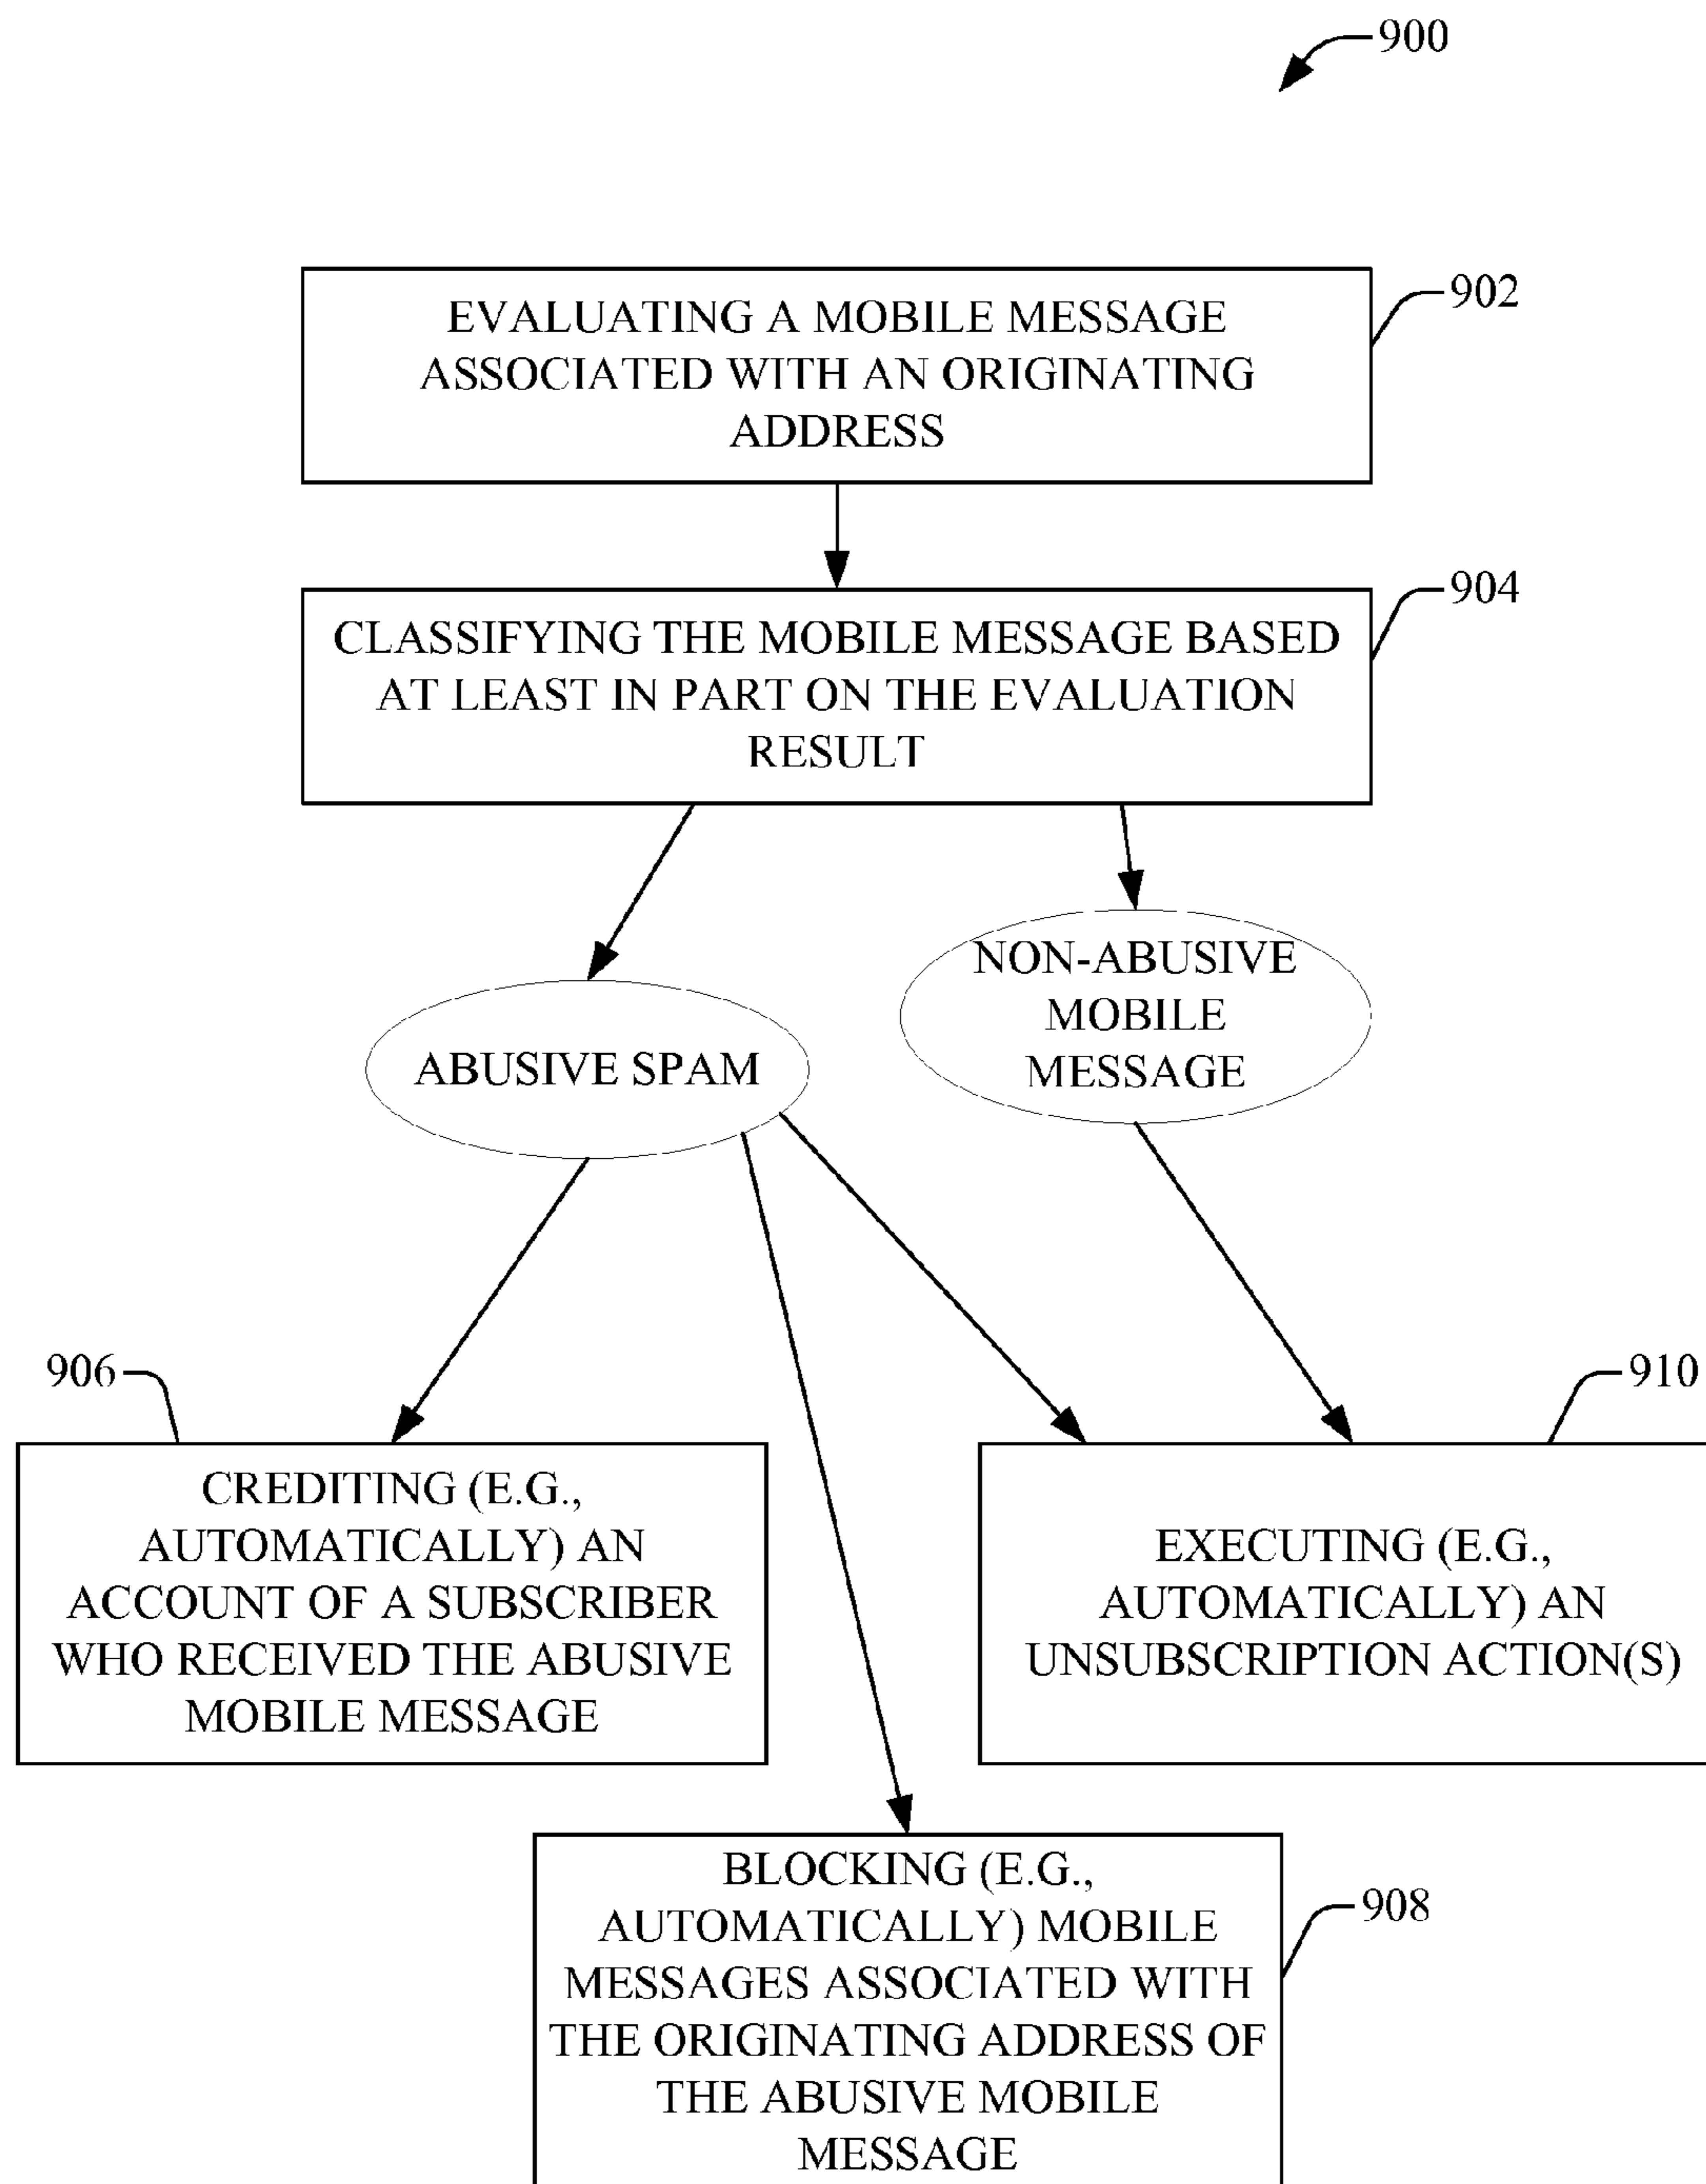 900
EVALUATING A MOBILE MESSAGE
ASSOCIATED WITH AN ORIGINATING
ADDRESS
902
CLASSIFYING THE MOBILE MESSAGE BASED
AT LEAST IN PART ON THE EVALUATION
RESULT
904
ABUSIVE SPAM
NON-ABUSIVE
MOBILE
MESSAGE
906
CREDITING (E.G.,
AUTOMATICALLY) AN
ACCOUNT OF A SUBSCRIBER
WHO RECEIVED THE ABUSIVE
MOBILE MESSAGE
910
EXECUTING (E.G.,
AUTOMATICALLY) AN
UNSUBSCRIPTION ACTION(S)
BLOCKING (E.G.,
AUTOMATICALLY) MOBILE
MESSAGES ASSOCIATED WITH
THE ORIGINATING ADDRESS OF
THE ABUSIVE MOBILE
MESSAGE
908